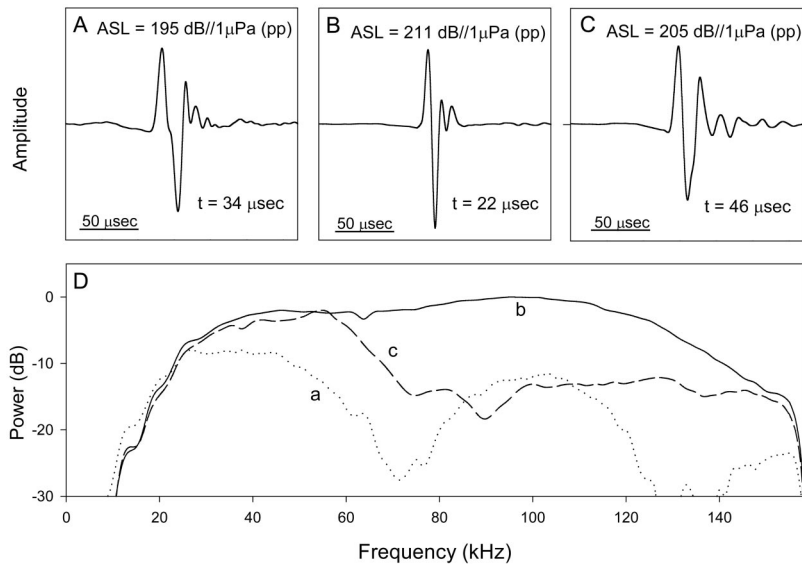 A ASL = 195 dB//1μPa (pp)
t = 34 μsec
50 μsec
B ASL = 211 dB//1μPa (pp)
t = 22 μsec
50 μsec
C ASL = 205 dB//1μPa (pp)
t = 46 μsec
50 μsec
Amplitude
D
0
-10
-20
-30
Power (dB)
a
b
c
0 20 40 60 80 100 120 140
Frequency (kHz)